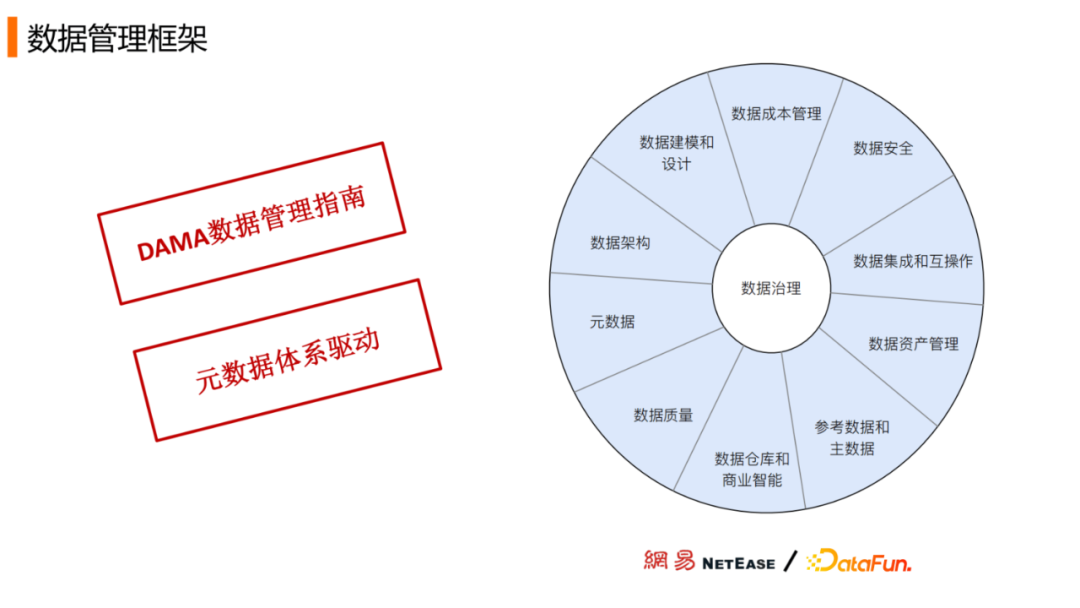 数据管理框架
DAMA数据管理指南
元数据体系驱动
数据成本管理
数据安全
数据集成和互操作
数据资产管理
参考数据和
主数据
数据仓库和
商业智能
数据质量
元数据
数据架构
数据建模和
设计
数据治理
網易 NETEASE / DataFun.